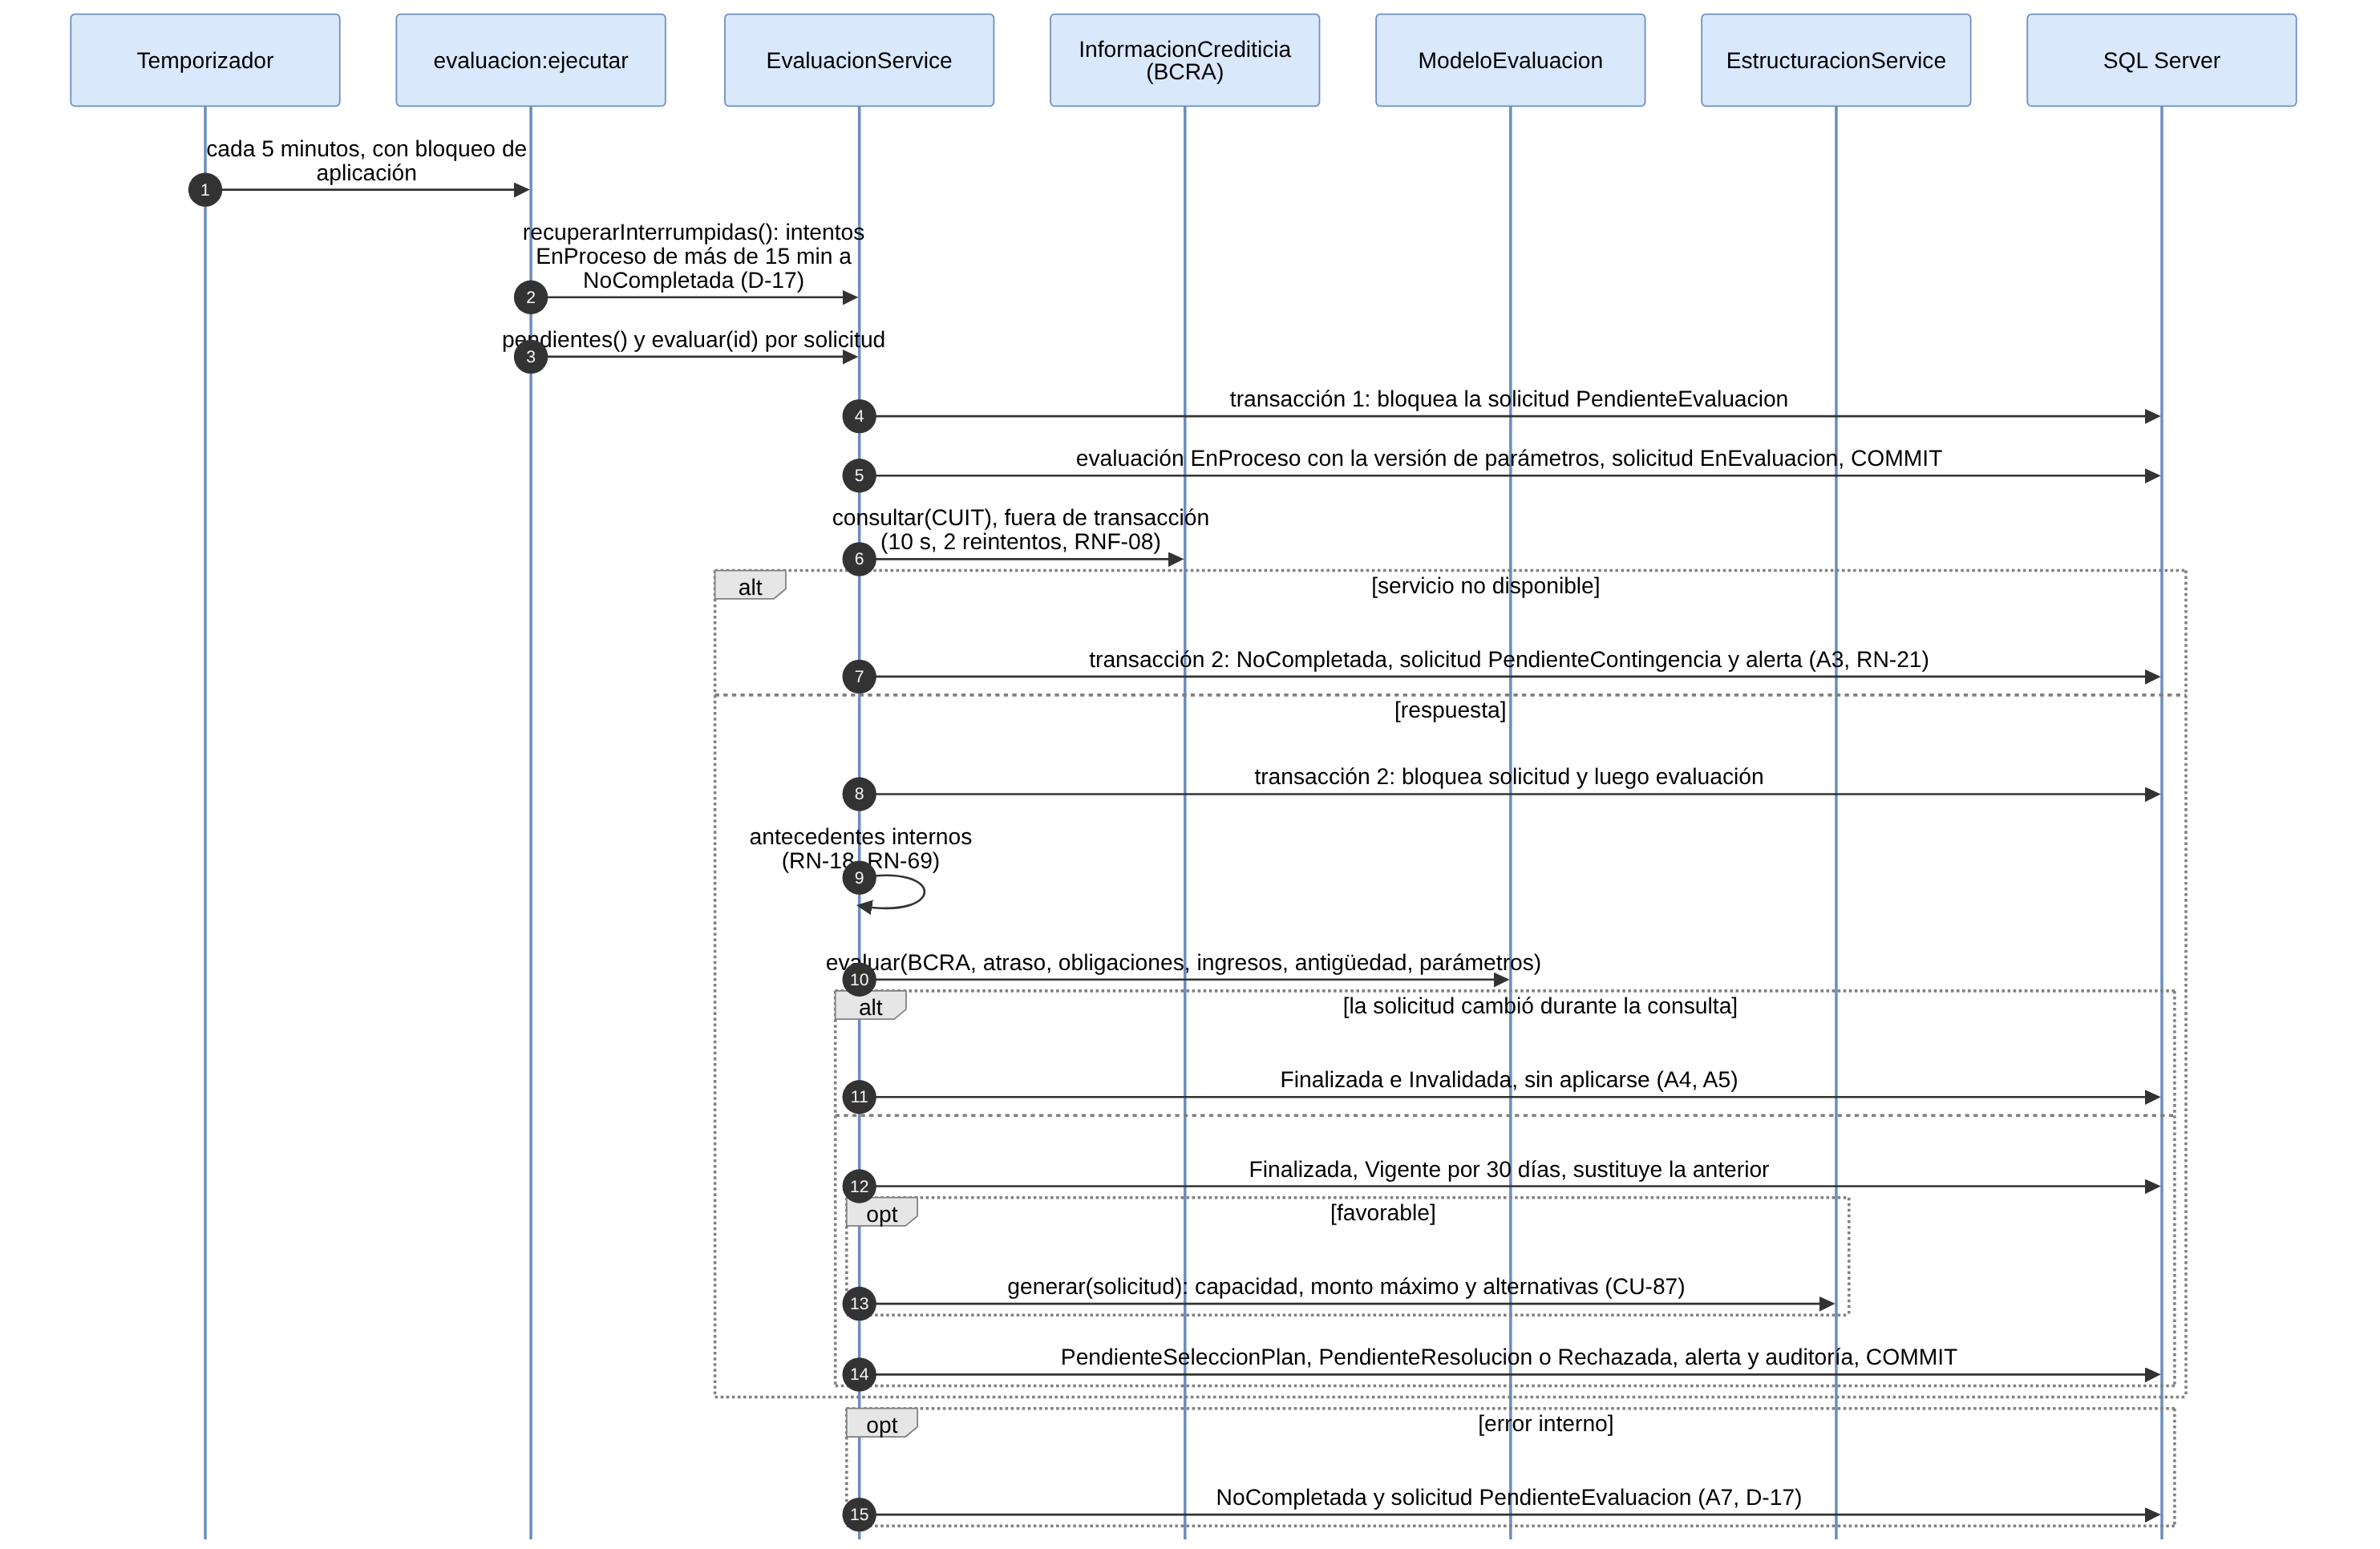 Temporizador
evaluacion:ejecutar
EvaluacionService
InformacionCrediticia
(BCRA)
ModeloEvaluacion
EstructuracionService
SQL Server
cada 5 minutos, con bloqueo de
aplicación
1
recuperarInterrumpidas(): intentos
EnProceso de más de 15 min a
NoCompletada (D-17)
2
pendientes() y evaluar(id) por solicitud
3
transacción 1: bloquea la solicitud PendienteEvaluacion
4
evaluación EnProceso con la versión de parámetros, solicitud EnEvaluacion, COMMIT
5
consultar(CUIT), fuera de transacción
(10 s, 2 reintentos, RNF-08)
6
alt
[servicio no disponible]
transacción 2: NoCompletada, solicitud PendienteContingencia y alerta (A3, RN-21)
7
[respuesta]
transacción 2: bloquea solicitud y luego evaluación
8
antecedentes internos
(RN-18, RN-69)
9
evaluar(BCRA, atraso, obligaciones, ingresos, antigüedad, parámetros)
10
alt
[la solicitud cambió durante la consulta]
Finalizada e Invalidada, sin aplicarse (A4, A5)
11
Finalizada, Vigente por 30 días, sustituye la anterior
12
opt
[favorable]
generar(solicitud): capacidad, monto máximo y alternativas (CU-87)
13
PendienteSeleccionPlan, PendienteResolucion o Rechazada, alerta y auditoría, COMMIT
14
opt
[error interno]
NoCompletada y solicitud PendienteEvaluacion (A7, D-17)
15